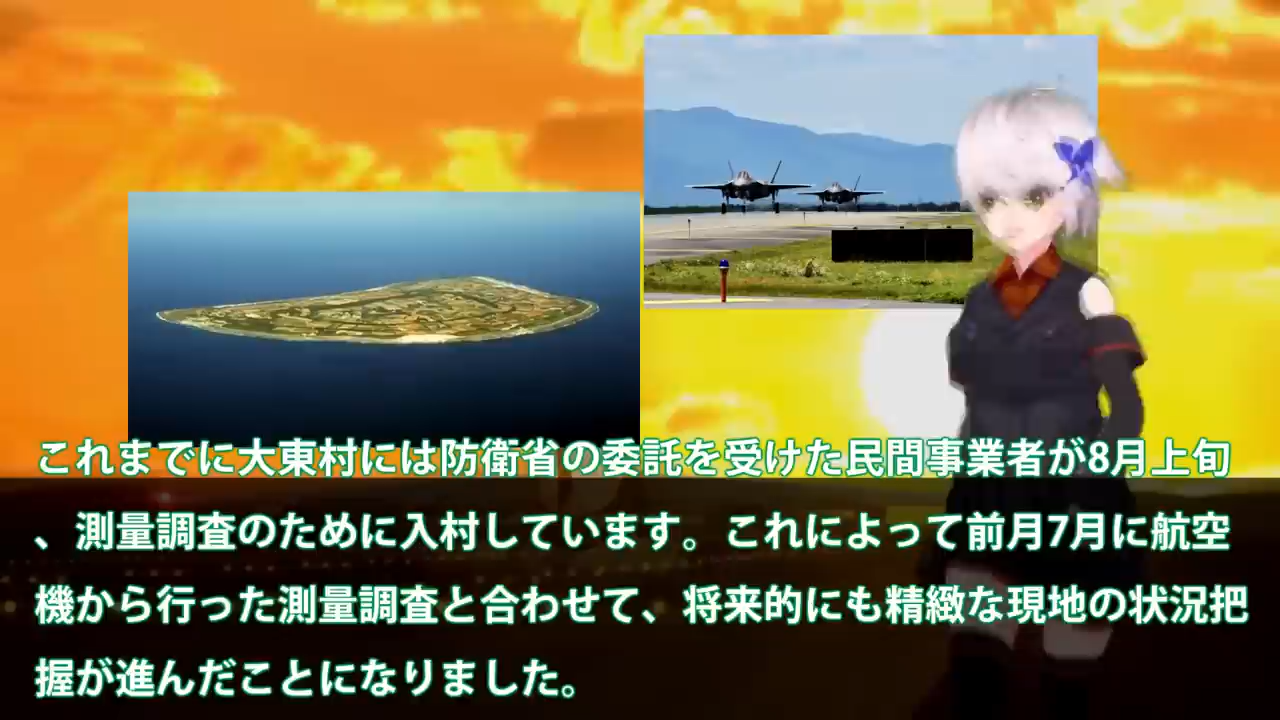 これまでに大東村には防衛省の委託を受けた民間事業者が8月上旬
、測量調査のために入村しています。これによって前月7月に航空
機から行った測量調査と合わせて、将来的にも精緻な現地の状況把
握が進んだことになりました。